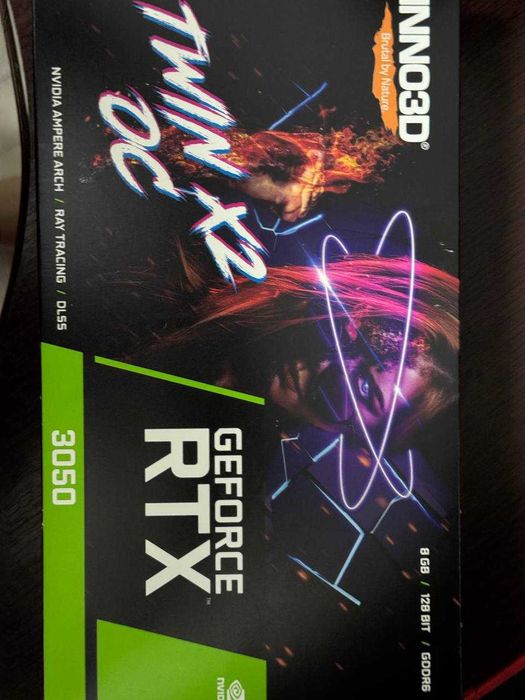 INNO3D®
Brutal by Nature
TWIN X2
OC
NVIDIA AMPERE ARCH / RAY TRACING / DLSS
8 GB / 128 BIT / GDDR6
GEFORCE
RTX™
3050